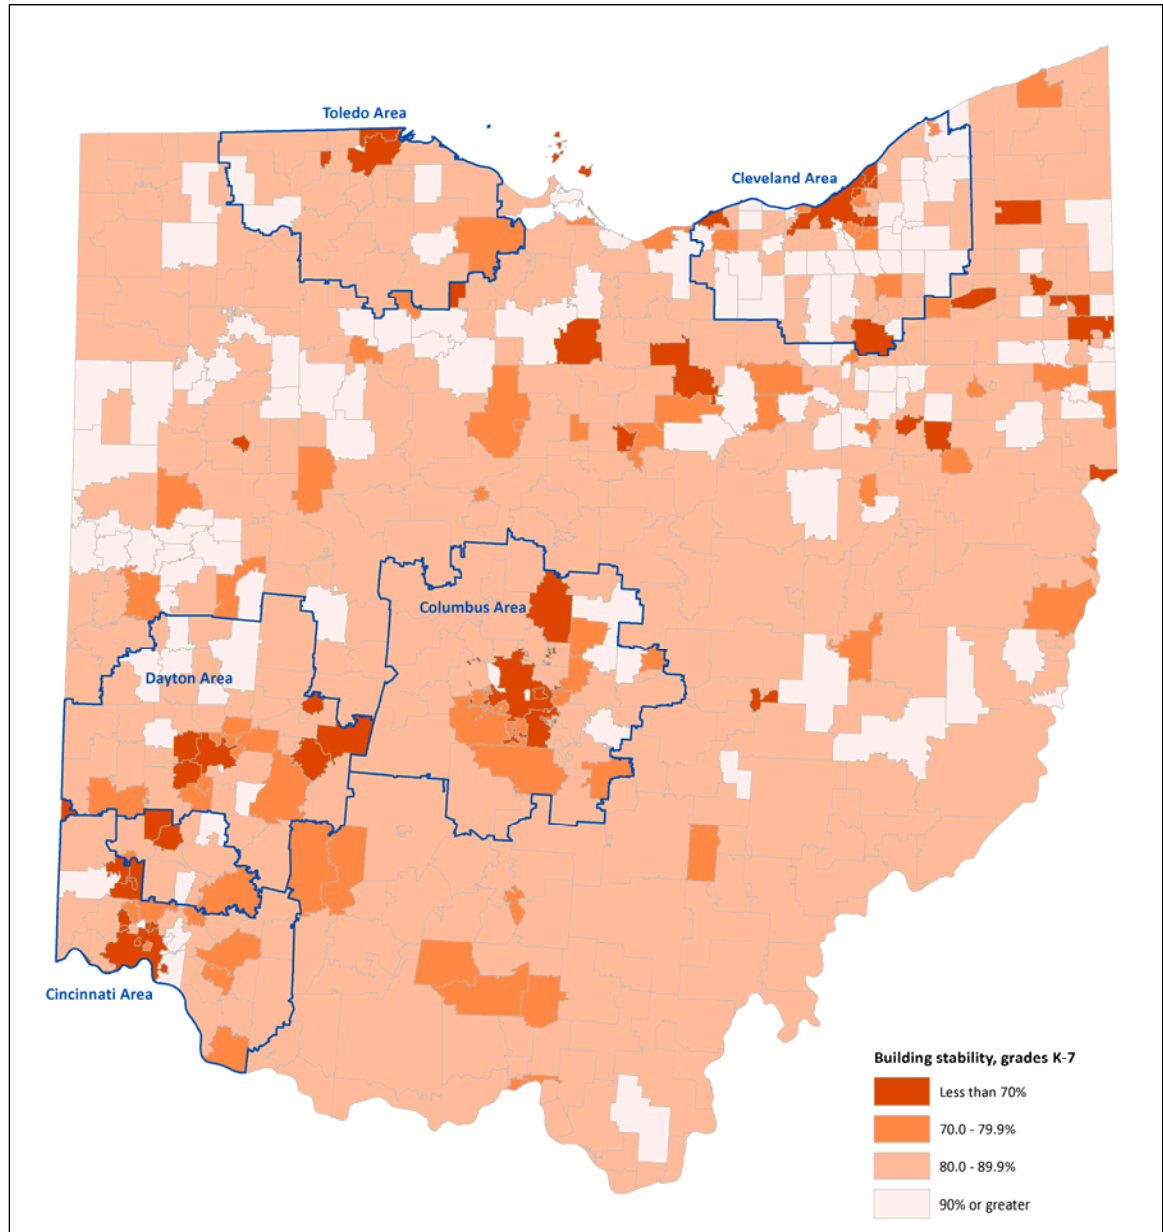 Toledo Area
Cleveland Area
Columbus Area
Dayton Area
Cincinnati Area
Building stability, grades K-7
Less than 70%
70.0 - 79.9%
80.0 - 89.9%
90% or greater